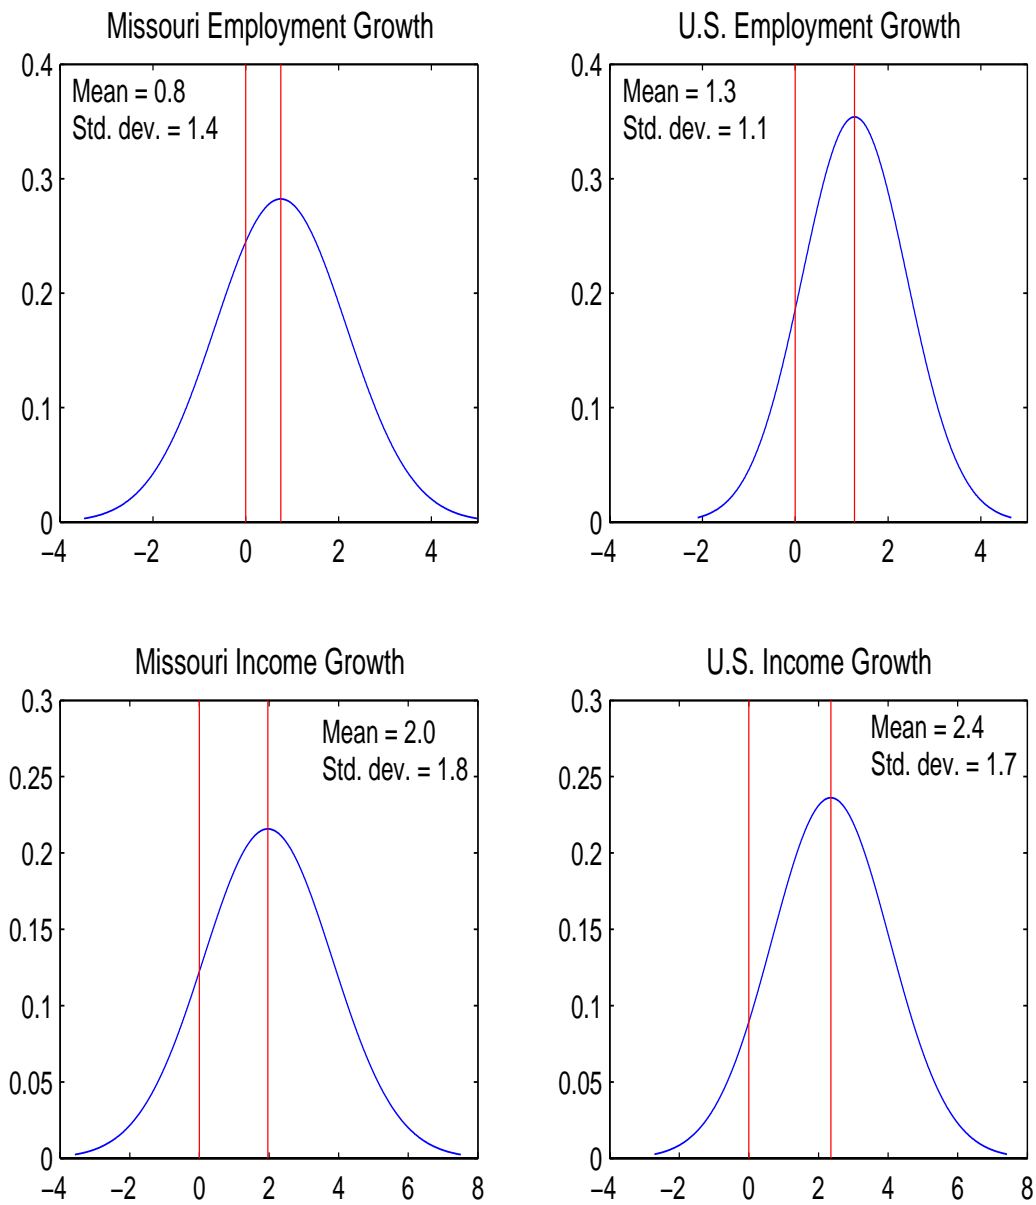 Missouri Employment Growth
Mean = 0.8
Std. dev. = 1.4
0.4
0.3
0.2
0.1
0
−4 −2 0 2 4
U.S. Employment Growth
Mean = 1.3
Std. dev. = 1.1
0.4
0.3
0.2
0.1
0
−4 −2 0 2 4
Missouri Income Growth
Mean = 2.0
Std. dev. = 1.8
0.3
0.25
0.2
0.15
0.1
0.05
0
−4 −2 0 2 4 6 8
U.S. Income Growth
Mean = 2.4
Std. dev. = 1.7
0.3
0.25
0.2
0.15
0.1
0.05
0
−4 −2 0 2 4 6 8